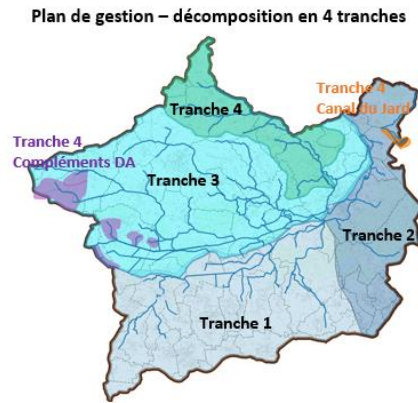 Plan de gestion – décomposition en 4 tranches
Tranche 4
Canal du Jard
Tranche 4
Tranche 4
Compléments DA
Tranche 3
Tranche 2
Tranche 1